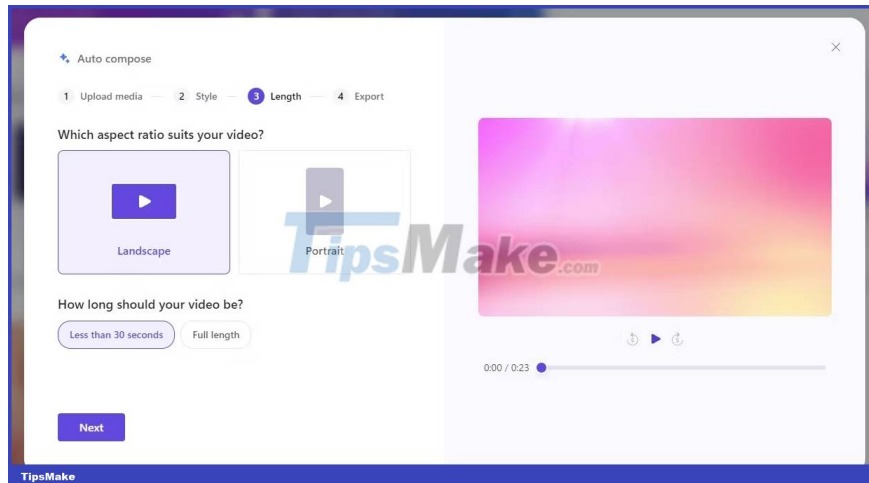 Auto compose
1 Upload media 2 Style 3 Length 4 Export
Which aspect ratio suits your video?
Landscape
Portrait
TipsMake.com
How long should your video be?
Less than 30 seconds
Full length
5
5
0:00 / 0:23
Next
TipsMake